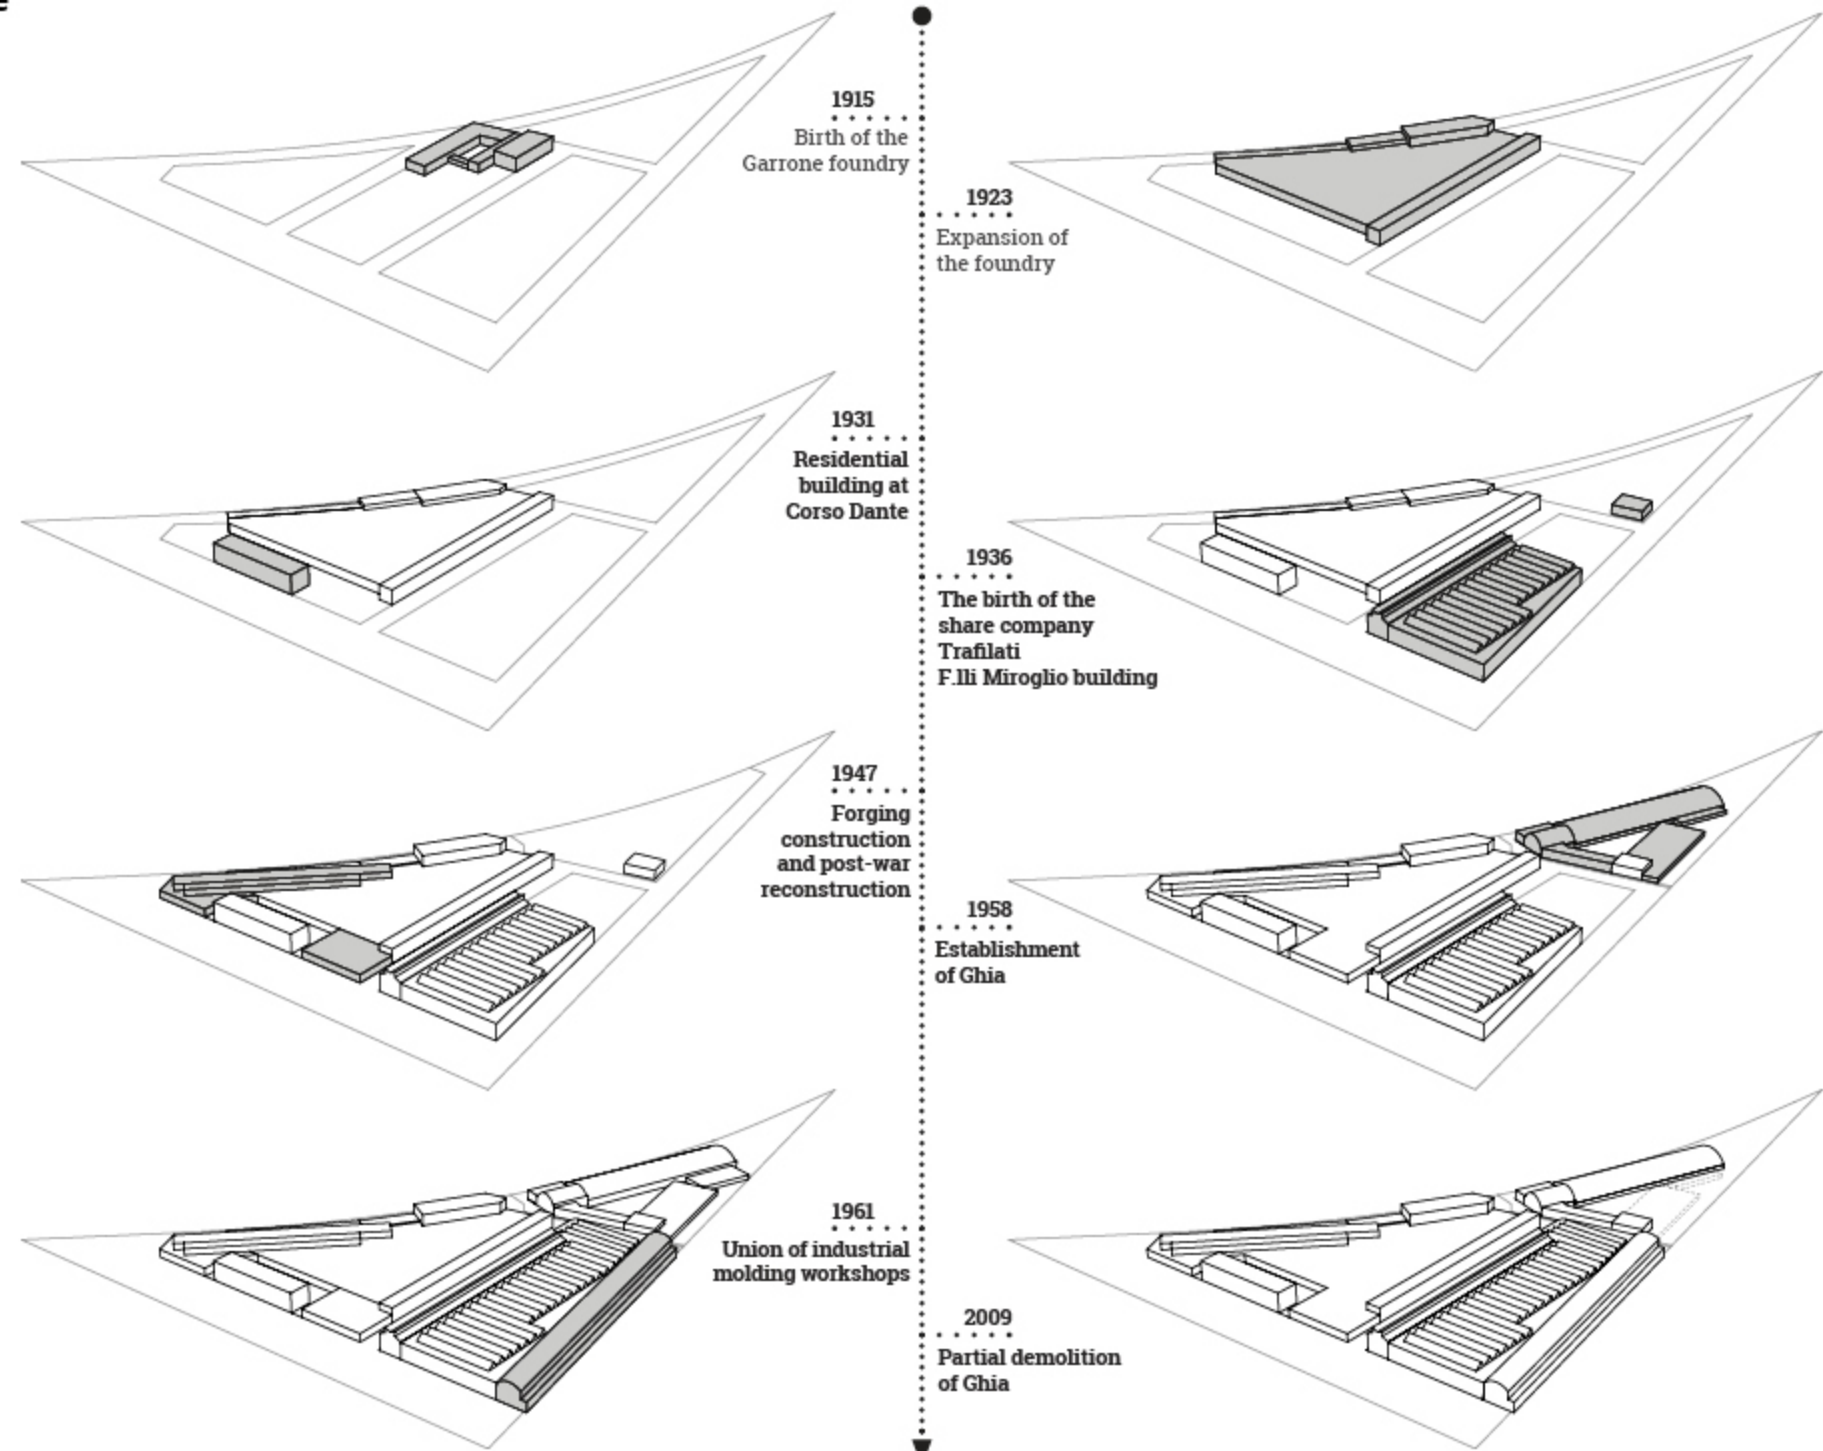 1915
Birth of the
Garrone foundry
1923
Expansion of
the foundry
1931
Residential
building at
Corso Dante
1936
The birth of the
share company
Trafilati
F.lli Miroglio building
1947
Forging
construction
and post-war
reconstruction
1958
Establishment
of Ghia
1961
Union of industrial
molding workshops
2009
Partial demolition
of Ghia